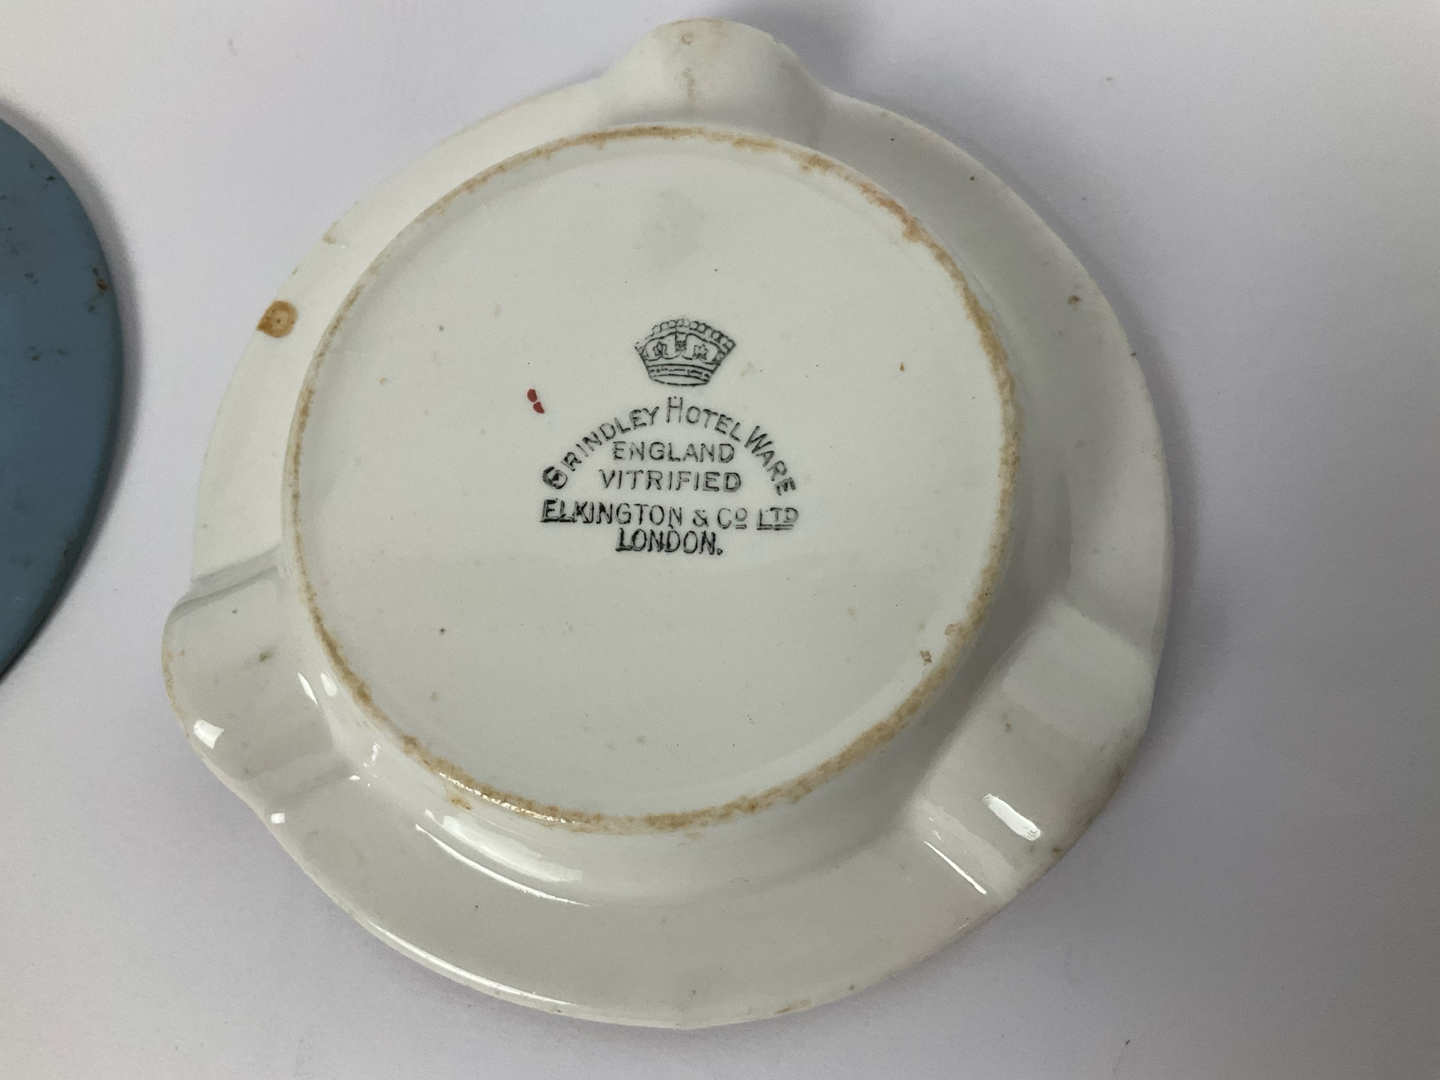 GRINDLEY HOTEL WARE
ENGLAND
VITRIFIED
ELKINGTON & Cº LTD
LONDON.